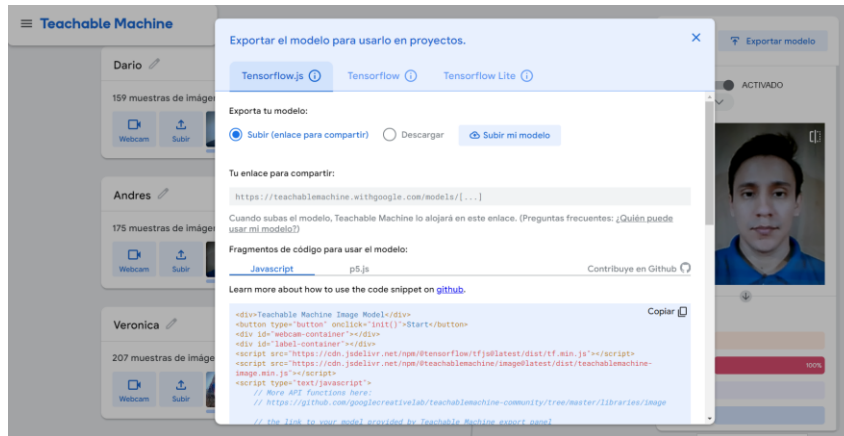 Teachable Machine
Dario
159 muestras de imáge
Webcam Subir
Andres
175 muestras de imáge
Webcam Subir
Veronica
207 muestras de imáge
Webcam Subir
Exportar el modelo para usarlo en proyectos.
Tensorflow.js Tensorflow Tensorflow Lite
Exporta tu modelo:
Subir (enlace para compartir) Descargar Subir mi modelo
Tu enlace para compartir:
https://teachablemachine.withgoogle.com/models/[...]
Cuando subas el modelo, Teachable Machine lo alojará en este enlace. (Preguntas frecuentes: ¿Quién puede
usar mi modelo?)
Fragmentos de código para usar el modelo:
Javascript p5.js Contribuye en Github
Learn more about how to use the code snippet on github.
Copiar
<div>Teachable Machine Image Model</div>
<button type="button" onclick="init()">Start</button>
<div id="webcam-container"></div>
<div id="label-container"></div>
<script src="https://cdn.jsdelivr.net/npm/@tensorflow/tfjs@latest/dist/tf.min.js"></script>
<script src="https://cdn.jsdelivr.net/npm/@teachablemachine/image@latest/dist/teachablemachine-
image.min.js"></script>
<script type="text/javascript">
// More API functions here:
// https://github.com/googlecreativelab/teachablemachine-community/tree/master/libraries/image
// the link to your model provided by Teachable Machine export panel
Exportar modelo
ACTIVADO
100%